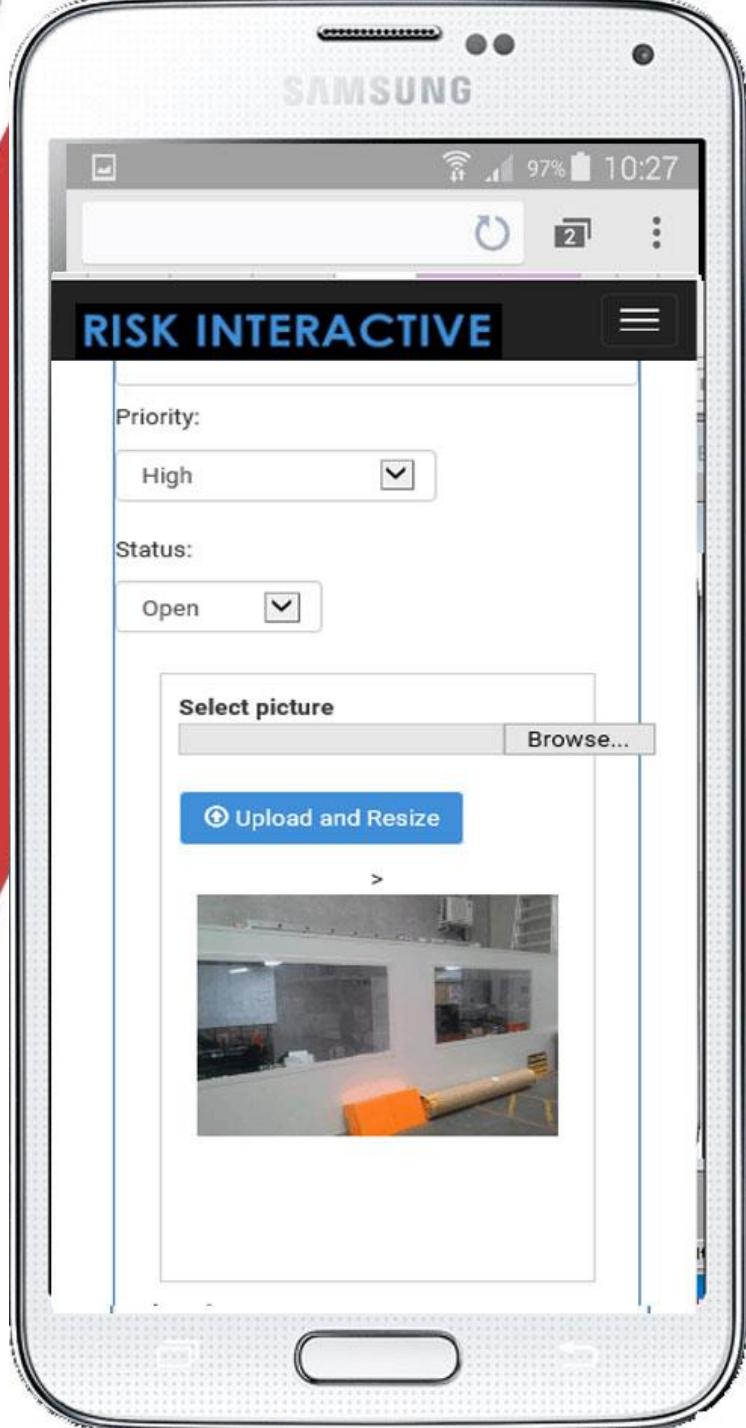 SAMSUNG
97% 10:27
2
RISK INTERACTIVE
Priority:
High
Status:
Open
Select picture
Browse...
Upload and Resize
>